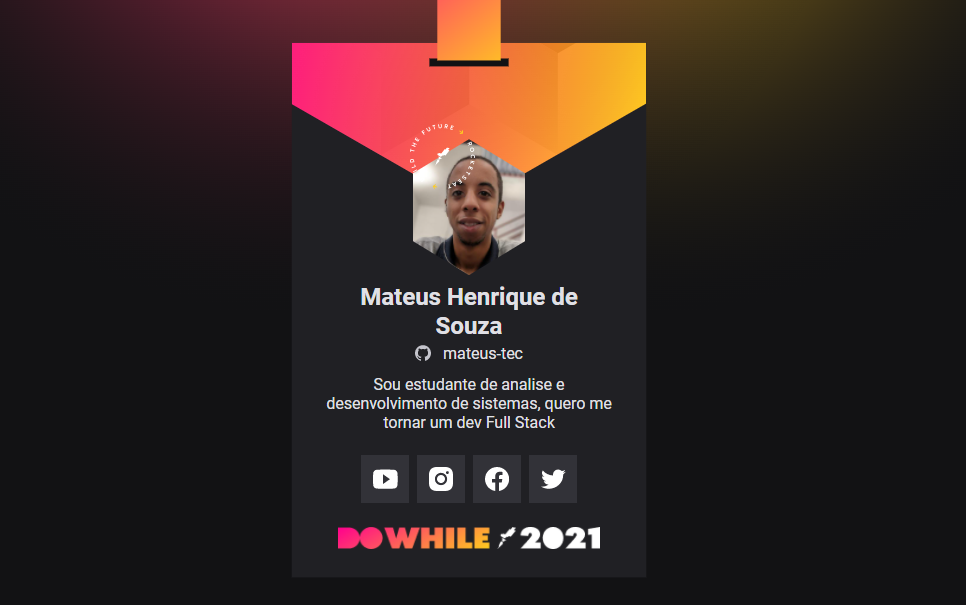 LD THE FUTURE
ROCKETSEAT
Mateus Henrique de
Souza
mateus-tec
Sou estudante de analise e
desenvolvimento de sistemas, quero me
tornar um dev Full Stack
DOWHILE 2021